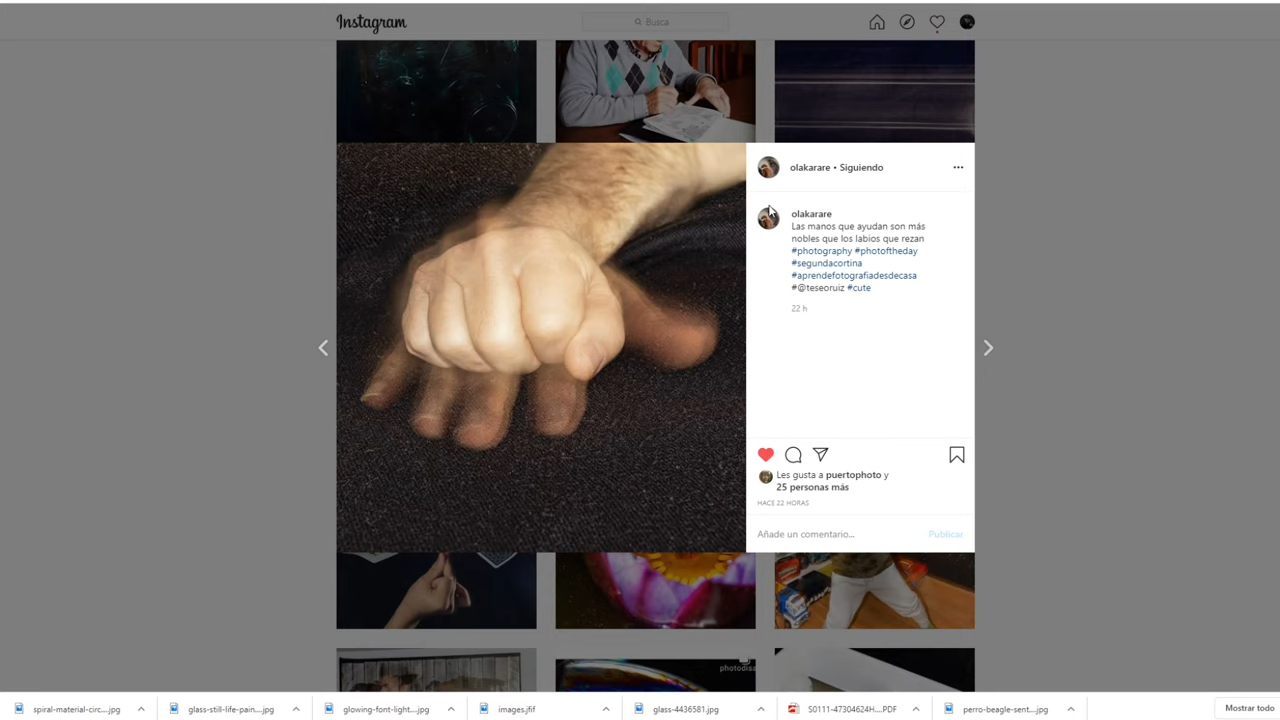 Instagram
Busca
olakarare • Siguiendo
olakarare
Las manos que ayudan son más
nobles que los labios que rezan
#photography #photoftheday
#segundacortina
#aprendefotografiadesdecasa
#@teseoruiz #cute
22 h
Les gusta a puertophoto y
25 personas más
HACE 22 HORAS
Añade un comentario...
Publicar
photodisa
spiral-material-circ....jpg
glass-still-life-pain....jpg
glowing-font-light....jpg
images.jfif
glass-4436581.jpg
S0111-47304624H....PDF
perro-beagle-sent....jpg
Mostrar todo